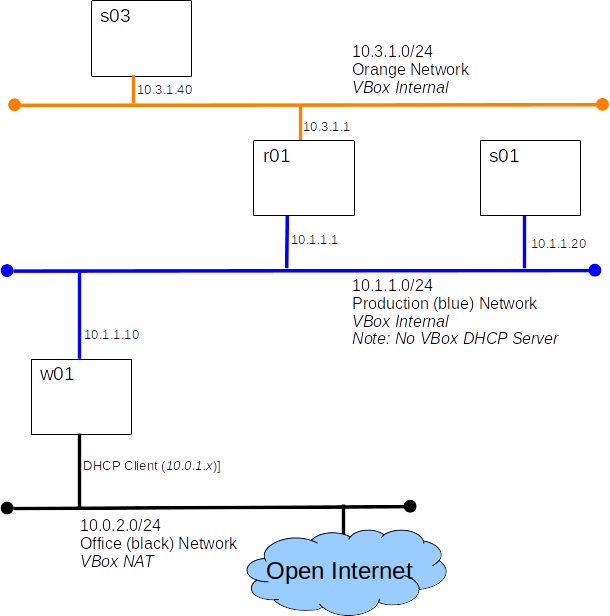 s03
10.3.1.40
10.3.1.0/24
Orange Network
VBox Internal
10.3.1.1
r01
s01
10.1.1.1
10.1.1.20
10.1.1.0/24
Production (blue) Network
VBox Internal
Note: No VBox DHCP Server
10.1.1.10
w01
DHCP Client (10.0.1.x)]
10.0.2.0/24
Office (black) Network
VBox NAT
Open Internet